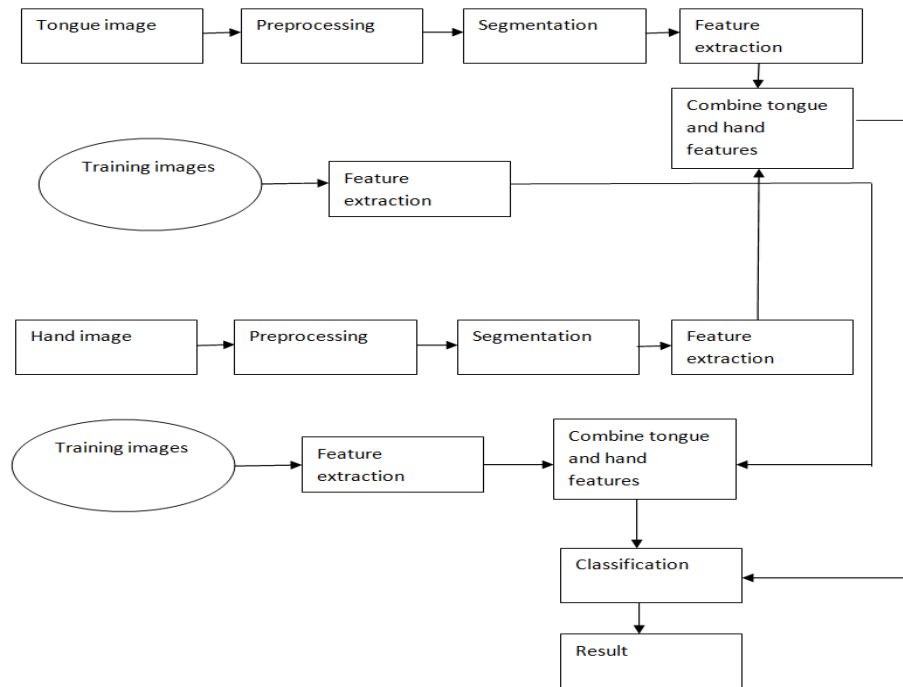 Tongue image
Preprocessing
Segmentation
Feature
extraction
Combine tongue
and hand
features
Training images
Feature
extraction
Hand image
Preprocessing
Segmentation
Feature
extraction
Training images
Feature
extraction
Combine tongue
and hand
features
Classification
Result